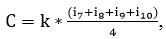 C = k * (i₇+i₈+i₉+i₁₀)/4,